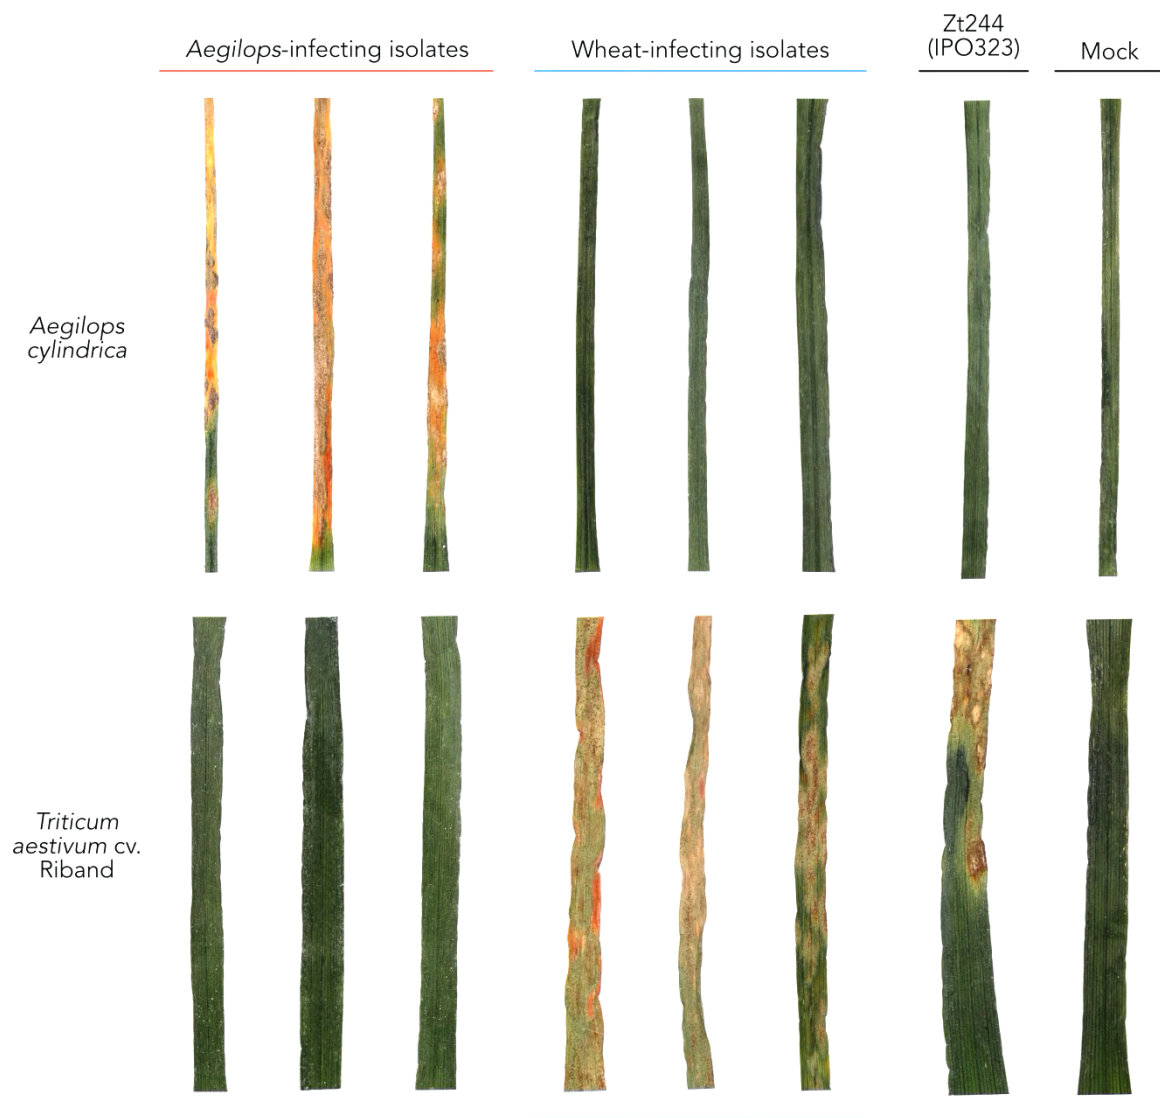 Aegilops-infecting isolates
Wheat-infecting isolates
Zt244
(IPO323)
Mock
Aegilops
cylindrica
Triticum
aestivum cv.
Riband